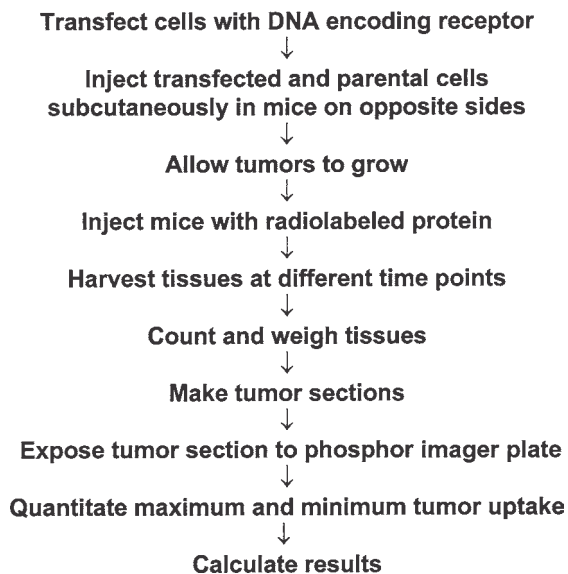 Transfect cells with DNA encoding receptor
↓
Inject transfected and parental cells
subcutaneously in mice on opposite sides
↓
Allow tumors to grow
↓
Inject mice with radiolabeled protein
↓
Harvest tissues at different time points
↓
Count and weigh tissues
↓
Make tumor sections
↓
Expose tumor section to phosphor imager plate
↓
Quantitate maximum and minimum tumor uptake
↓
Calculate results